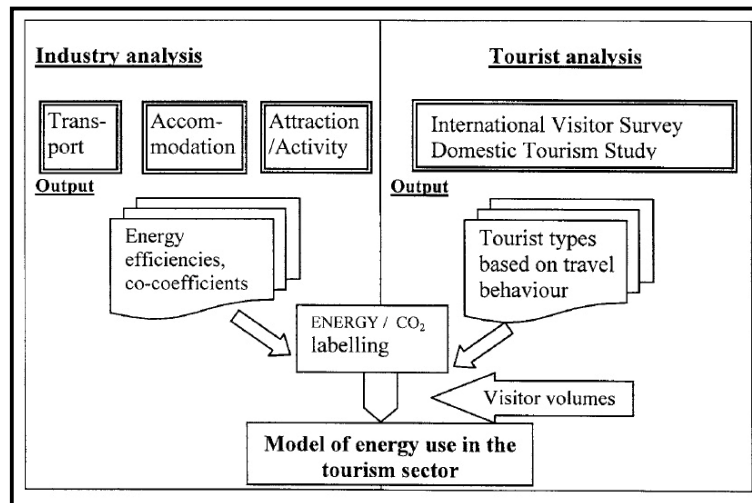 Industry analysis
Trans-
port
Accom-
modation
Attraction
/Activity
Output
Energy
efficiencies,
co-coefficients
Tourist analysis
International Visitor Survey
Domestic Tourism Study
Output
Tourist types
based on travel
behaviour
ENERGY / CO₂
labelling
Visitor volumes
Model of energy use in the
tourism sector